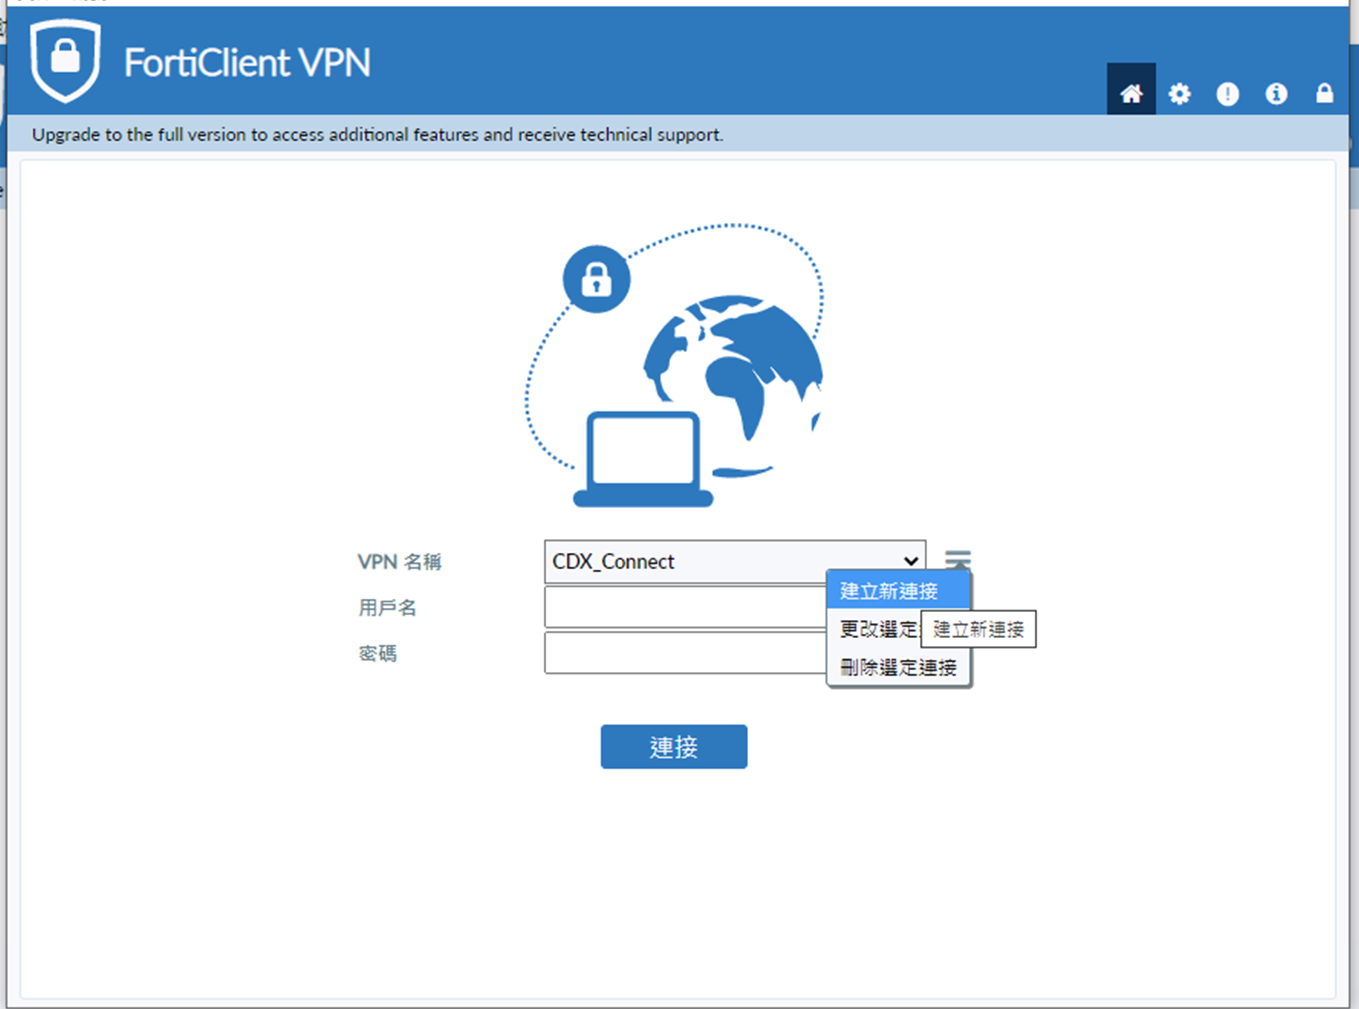 FortiClient VPN
Upgrade to the full version to access additional features and receive technical support.
VPN 名稱
CDX_Connect
建立新連接
用戶名
更改選定
建立新連接
密碼
刪除選定連接
連接